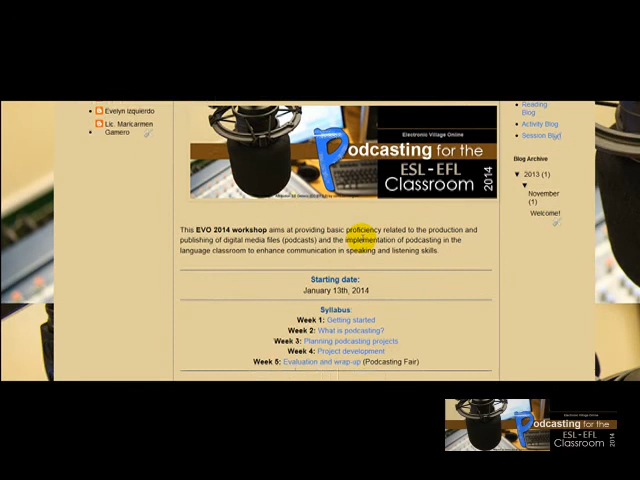 Evelyn Izquierdo
Lic. Maricarmen
Gamero
Electronic Village Online
Podcasting for the
ESL - EFL
Classroom
2014
This EVO 2014 workshop aims at providing basic proficiency related to the production and
publishing of digital media files (podcasts) and the implementation of podcasting in the
language classroom to enhance communication in speaking and listening skills.
Starting date:
January 13th, 2014
Syllabus:
Week 1: Getting started
Week 2: What is podcasting?
Week 3: Planning podcasting projects
Week 4: Project development
Week 5: Evaluation and wrap-up (Podcasting Fair)
Reading
Blog
Activity Blog
Session Blog
Blog Archive
▼ 2013 (1)
▼
November
(1)
Welcome!
Electronic Village Online
Podcasting for the
ESL - EFL
Classroom
2014